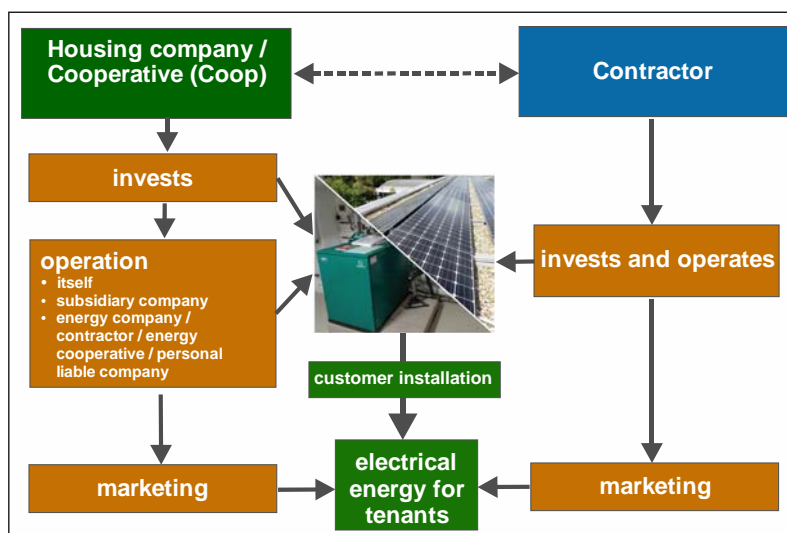 Housing company /
Cooperative (Coop)
Contractor
invests
operation
• itself
• subsidiary company
• energy company /
contractor / energy
cooperative / personal
liable company
invests and operates
customer installation
marketing
electrical
energy for
tenants
marketing